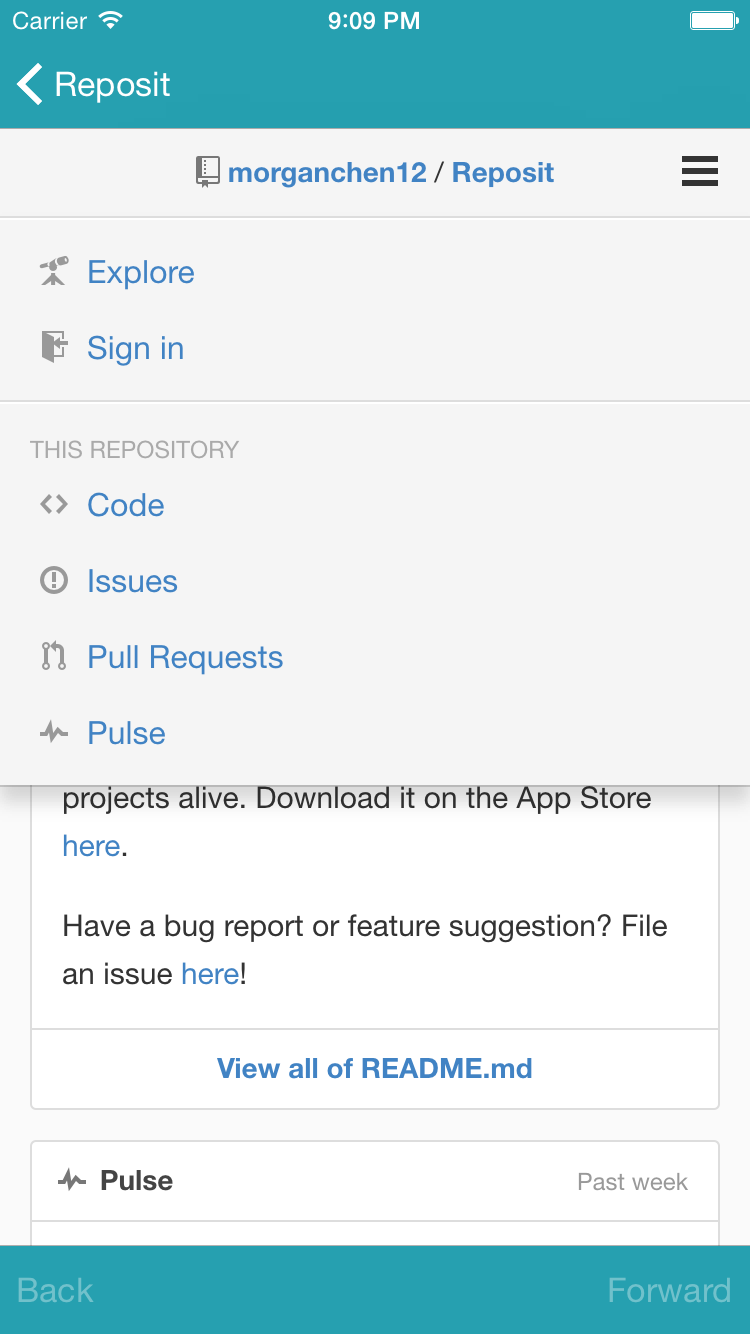 Carrier 9:09 PM
Reposit
morganchen12 / Reposit
Explore
Sign in
THIS REPOSITORY
Code
Issues
Pull Requests
Pulse
projects alive. Download it on the App Store
here.
Have a bug report or feature suggestion? File
an issue here!
View all of README.md
Pulse Past week
Back Forward